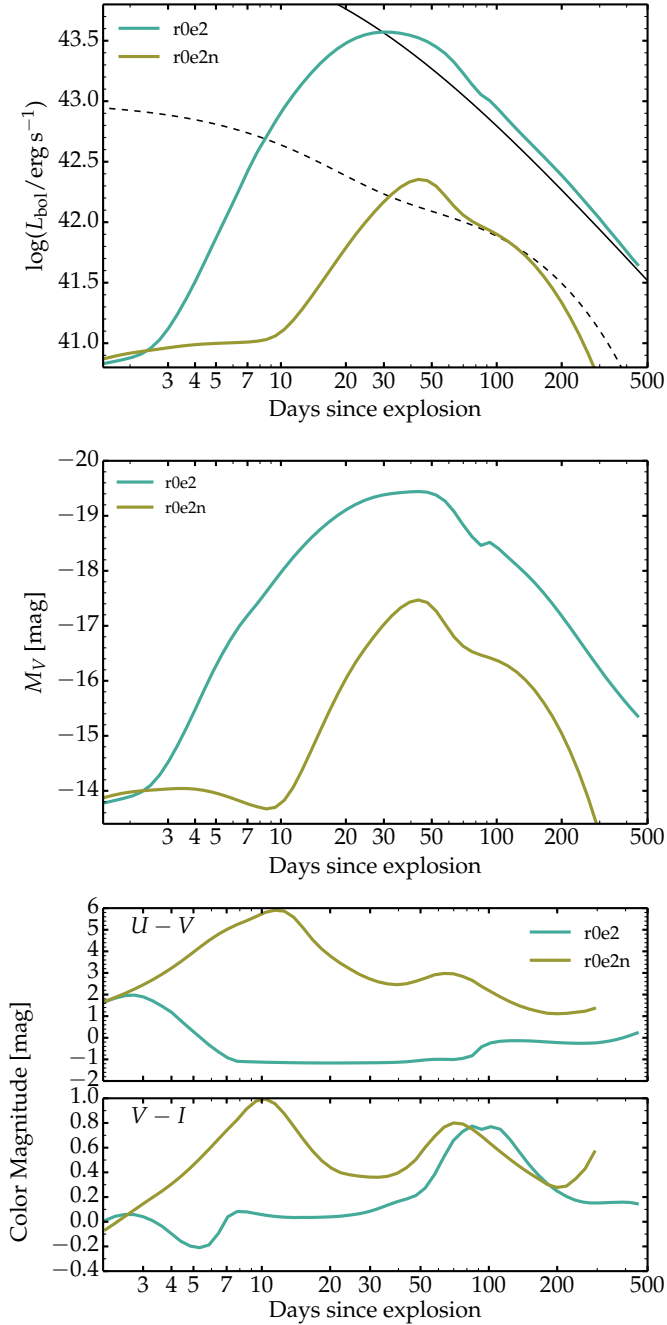 43.5
43.0
42.5
42.0
41.5
41.0
log(L_bol/erg s⁻¹)
r0e2
r0e2n
3 4 5 7 10 20 30 50 100 200 500
Days since explosion
−20
−19
−18
−17
−16
−15
−14
M_V [mag]
r0e2
r0e2n
3 4 5 7 10 20 30 50 100 200 500
Days since explosion
Color Magnitude [mag]
6
5
4
3
2
1
0
−1
−2
U − V
r0e2
r0e2n
1.0
0.8
0.6
0.4
0.2
0.0
−0.2
−0.4
V − I
3 4 5 7 10 20 30 50 100 200 500
Days since explosion